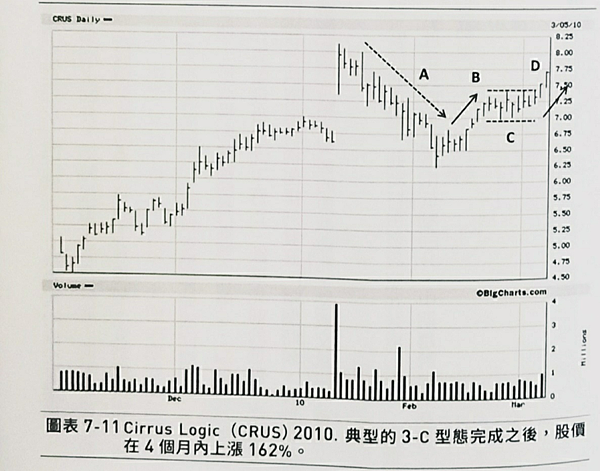 CRUS Daily
3/05/10
8.25
8.00
7.75
7.50
7.25
7.00
6.75
6.50
6.25
6.00
5.75
5.50
5.25
5.00
4.75
4.50
A
B
C
D
Volume
©BigCharts.com
4
3
2
1
0
Millions
Dec
10
Feb
Mar
圖表 7-11 Cirrus Logic（CRUS）2010. 典型的 3-C 型態完成之後，股價
在 4 個月內上漲 162%。